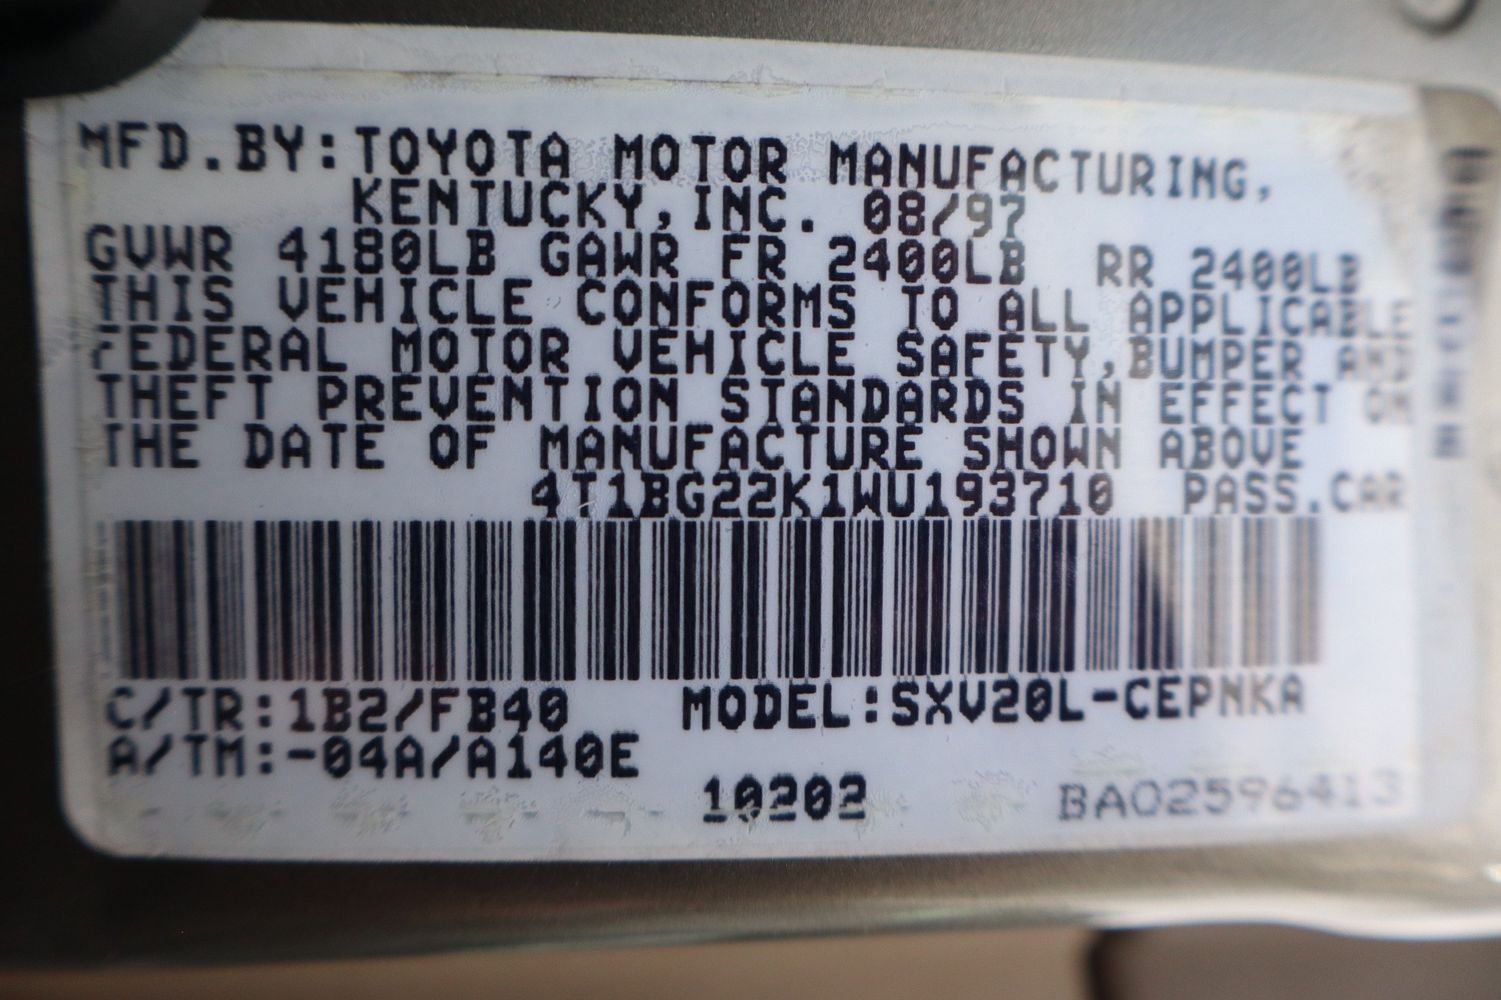 MFD.BY:TOYOTA MOTOR MANUFACTURING,
KENTUCKY,INC. 08/97
GVWR 4180LB GAWR FR 2400LB RR 2400LB
THIS VEHICLE CONFORMS TO ALL APPLICABLE
FEDERAL MOTOR VEHICLE SAFETY,BUMPER AND
THEFT PREVENTION STANDARDS IN EFFECT ON
THE DATE OF MANUFACTURE SHOWN ABOVE
4T1BG22K1WU193710 PASS.CAR
C/TR:1B2/FB40 MODEL:SXV20L-CEPNKA
A/TM:-04A/A140E
10202 BA02596413